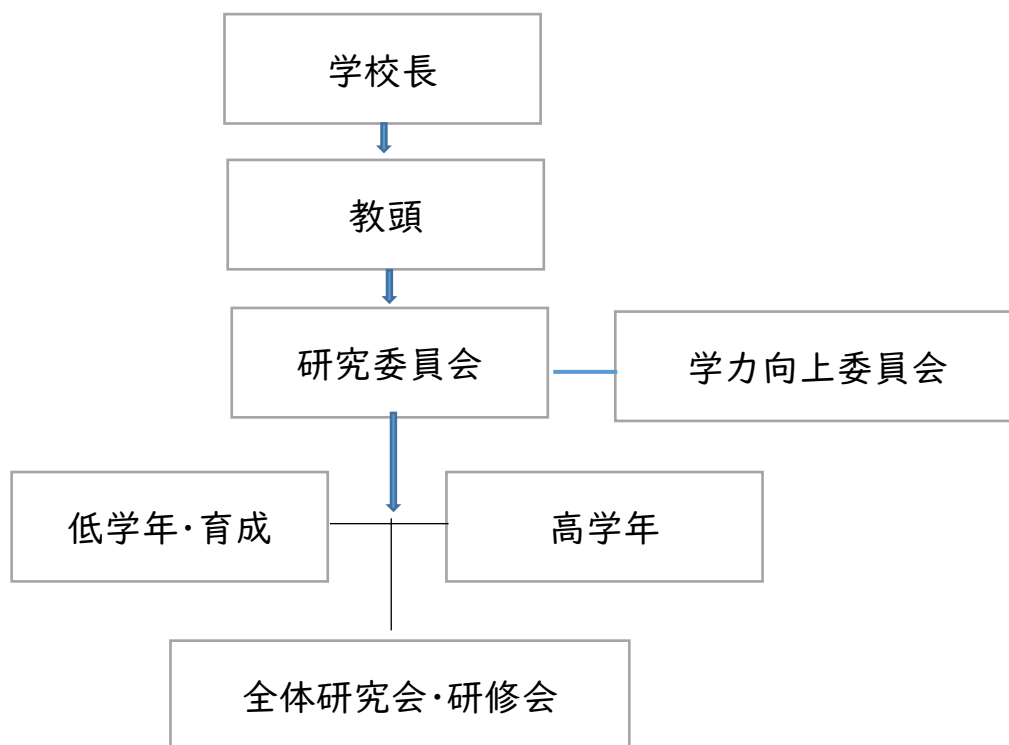 学校長
教頭
研究委員会
学力向上委員会
低学年・育成
高学年
全体研究会・研修会